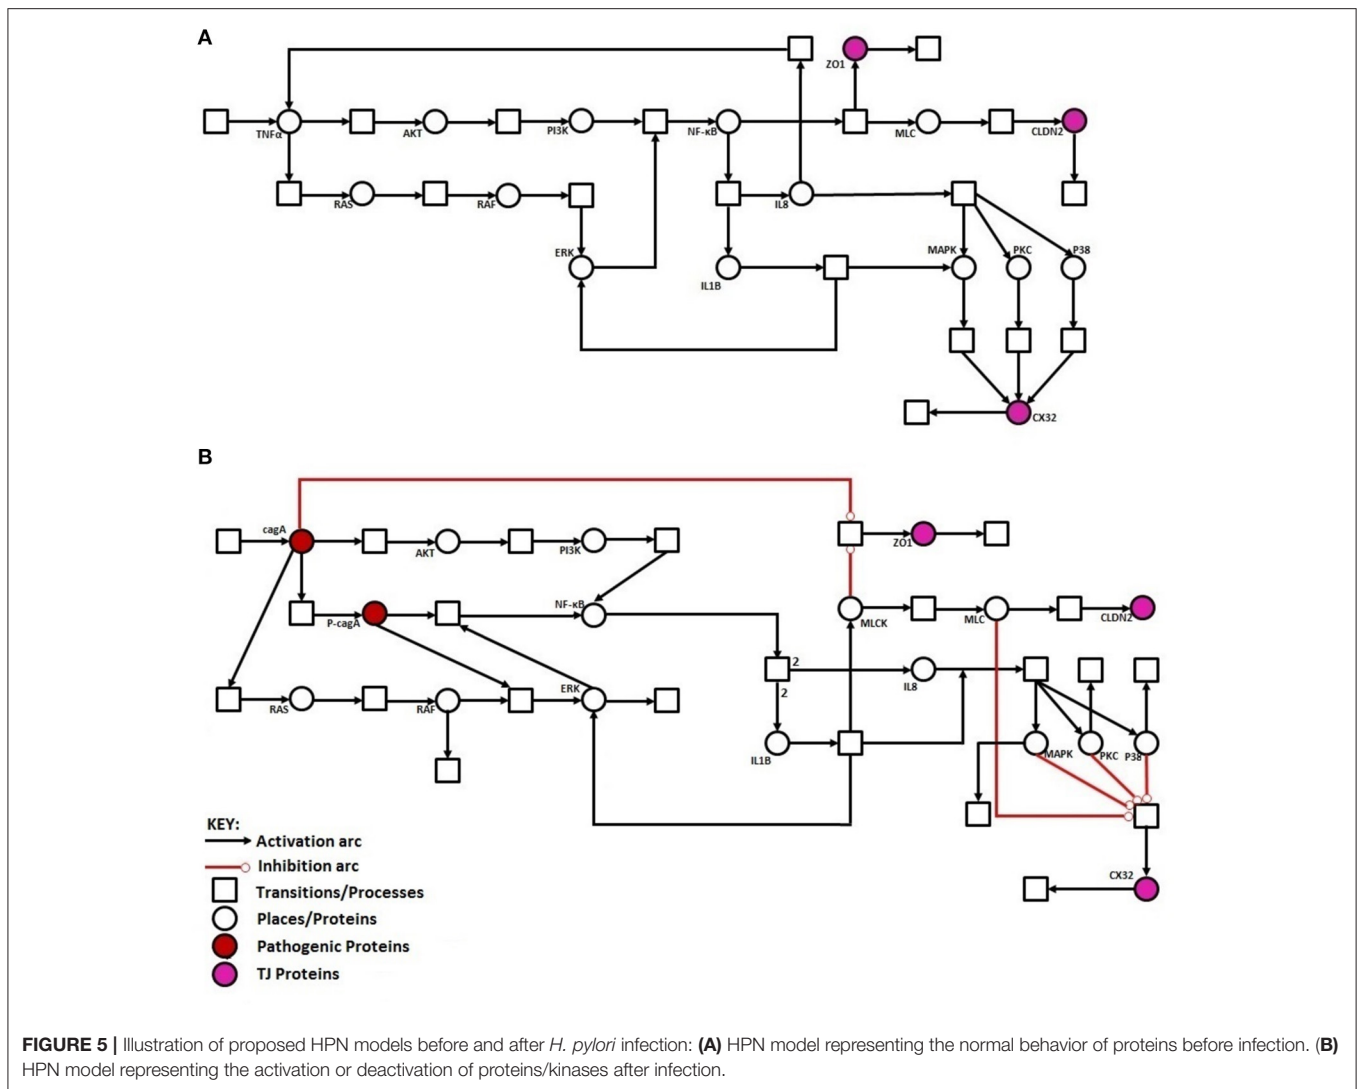 A
ZO1
TNFα
AKT
PI3K
NF-κB
MLC
CLDN2
RAS
RAF
IL8
ERK
MAPK
PKC
P38
IL1B
CX32
B
cagA
AKT
PI3K
ZO1
P-cagA
NF-κB
MLCK
MLC
CLDN2
2
2
RAS
RAF
ERK
IL8
IL1B
MAPK
PKC
P38
CX32
KEY:
Activation arc
Inhibition arc
Transitions/Processes
Places/Proteins
Pathogenic Proteins
TJ Proteins
FIGURE 5 | Illustration of proposed HPN models before and after H. pylori infection: (A) HPN model representing the normal behavior of proteins before infection. (B)
HPN model representing the activation or deactivation of proteins/kinases after infection.